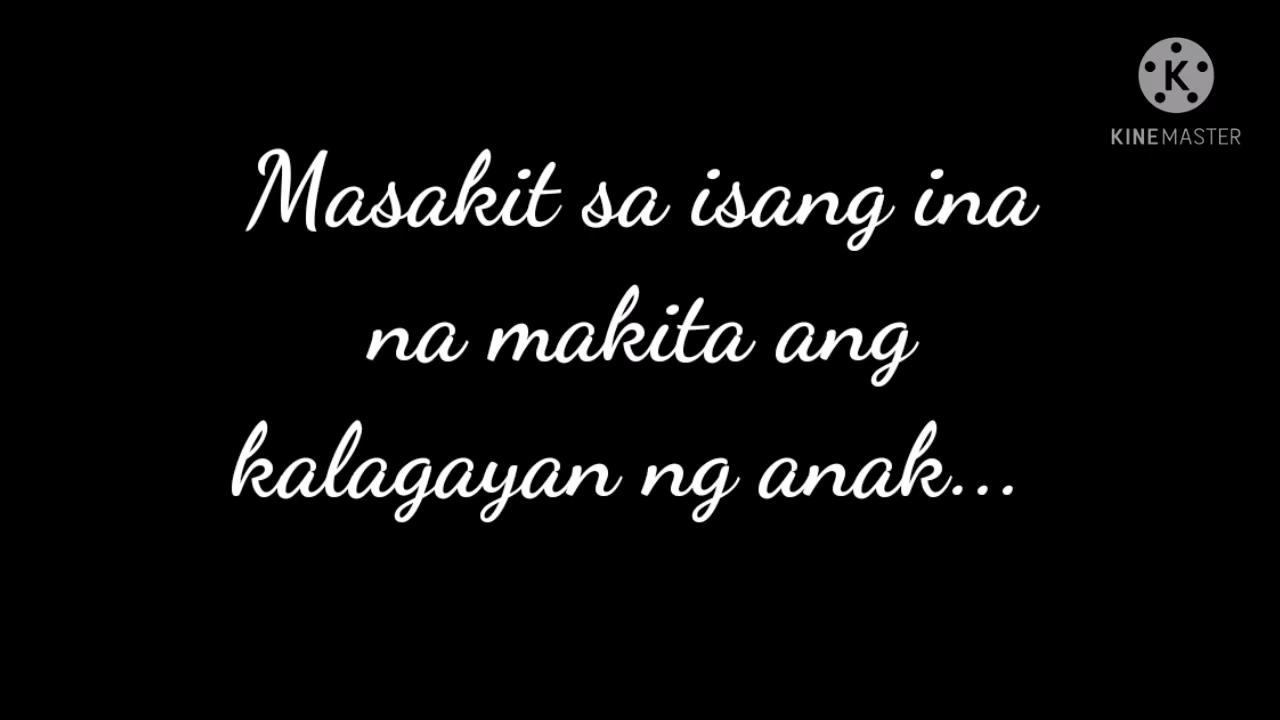 K
KINEMASTER
Masakit sa isang ina
na makita ang
kalagayan ng anak...